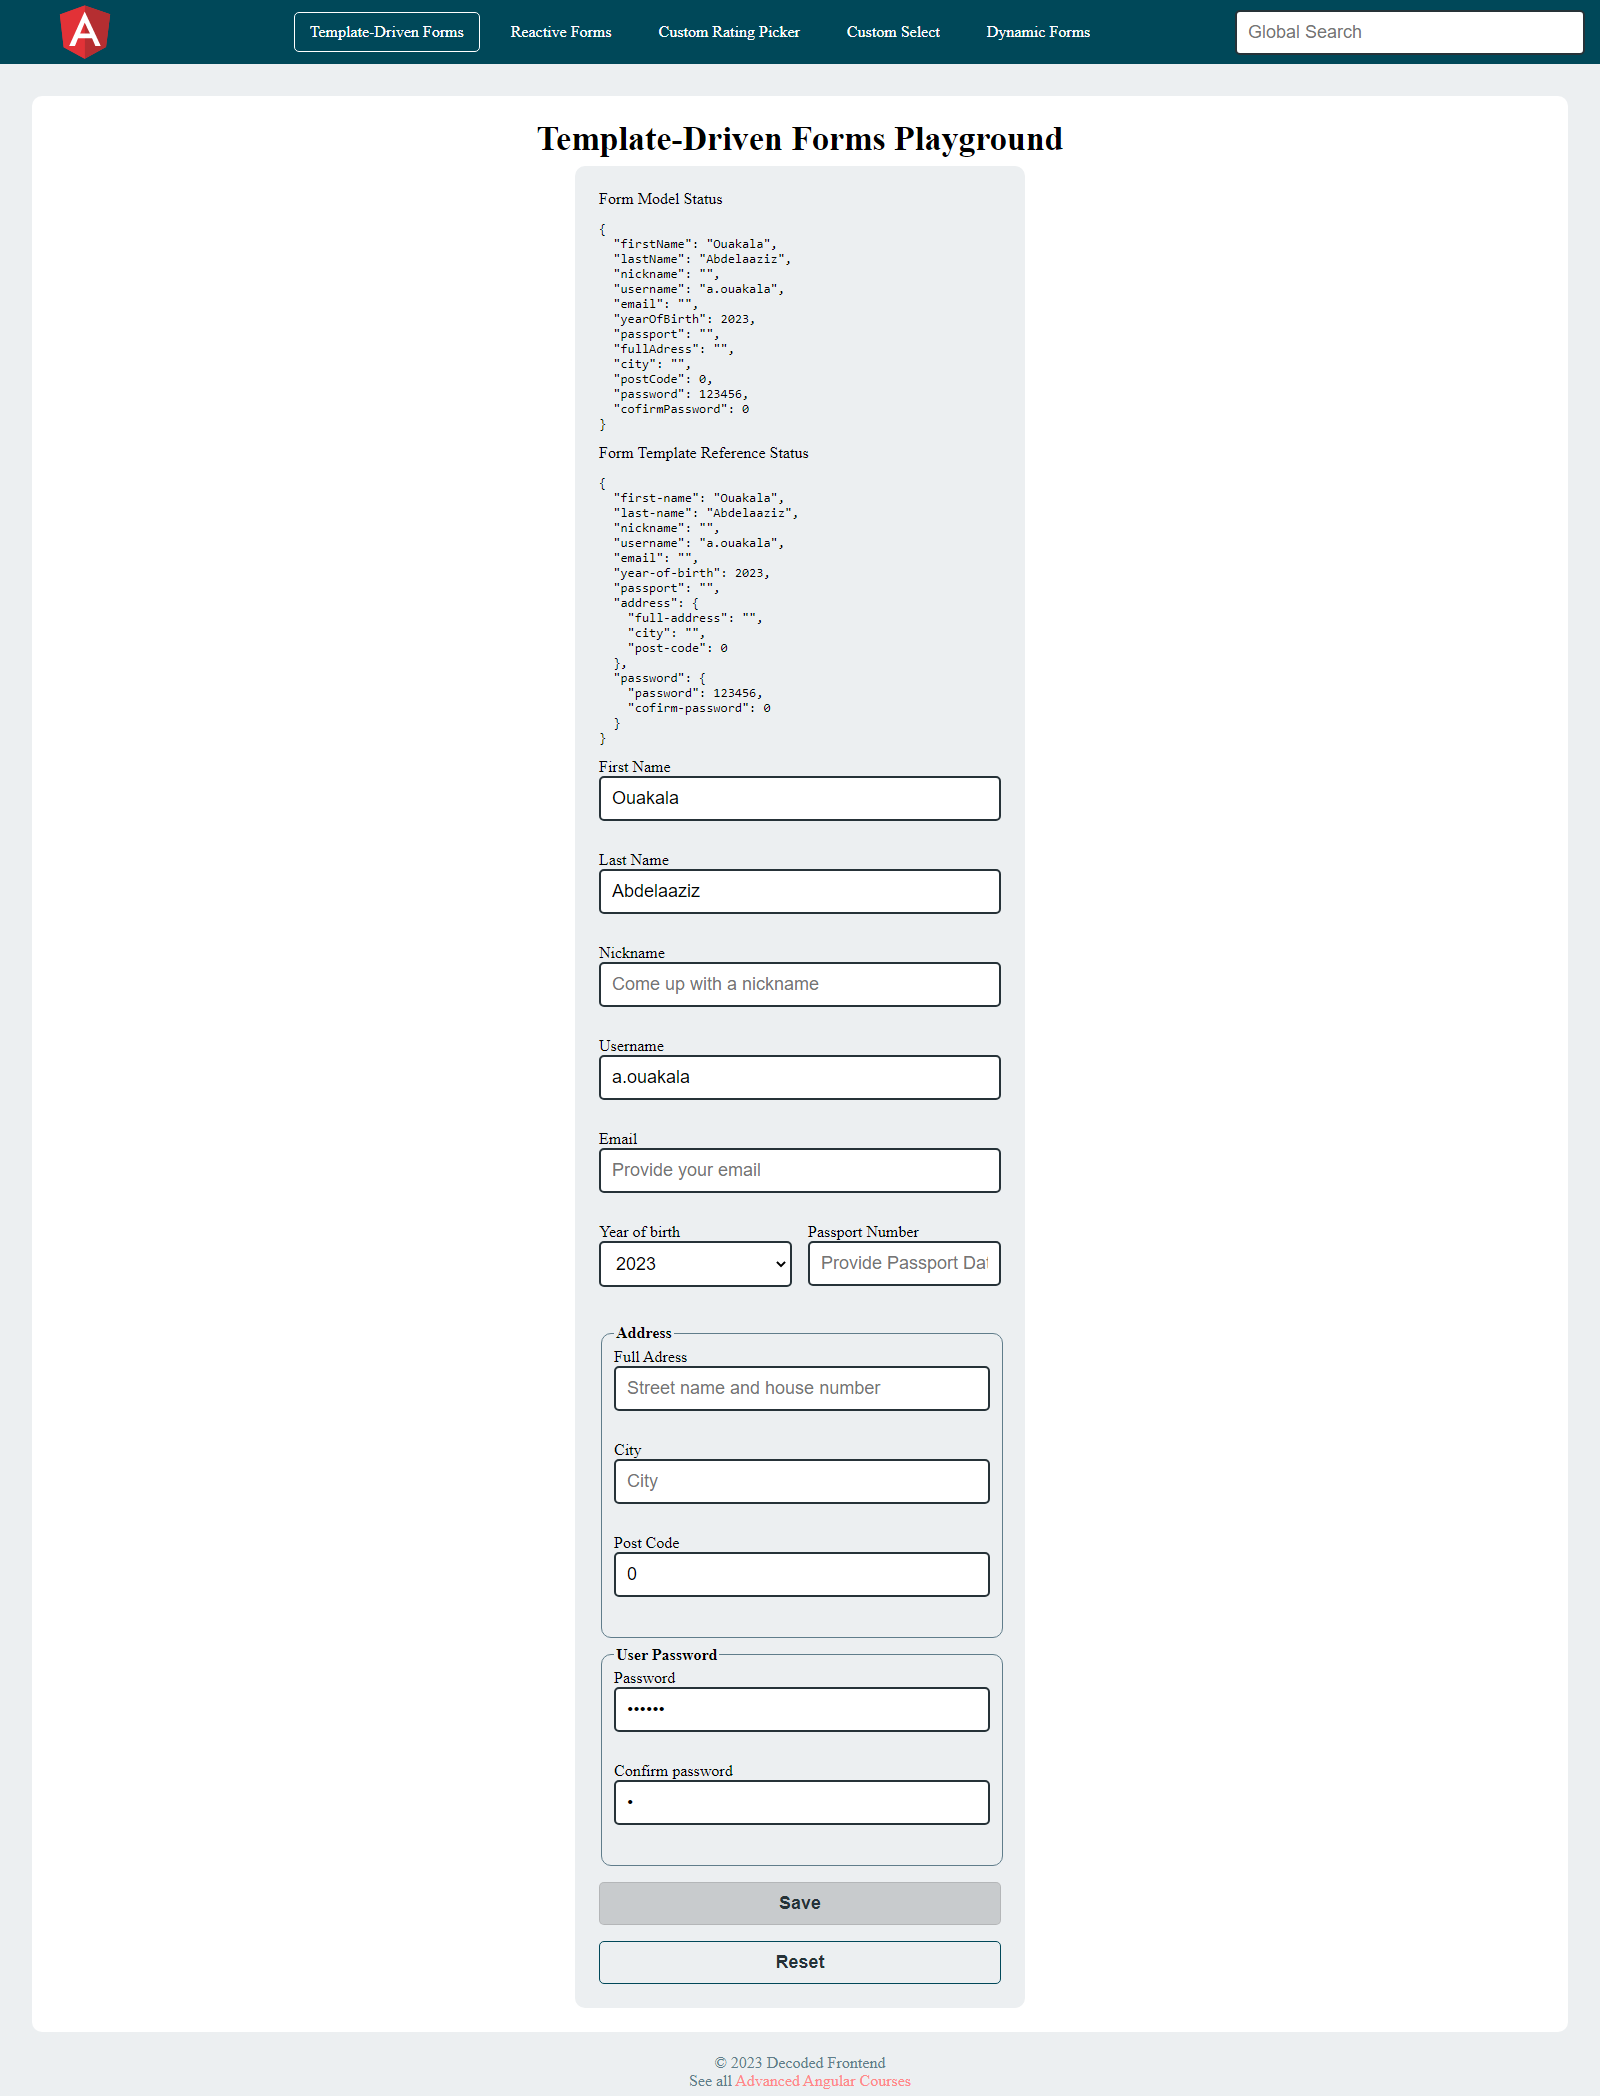 A
Template-Driven Forms Reactive Forms Custom Rating Picker Custom Select Dynamic Forms Global Search
Template-Driven Forms Playground
Form Model Status
{
  "firstName": "Ouakala",
  "lastName": "Abdelaaziz",
  "nickname": "",
  "username": "a.ouakala",
  "email": "",
  "yearOfBirth": 2023,
  "passport": "",
  "fullAdress": "",
  "city": "",
  "postCode": 0,
  "password": 123456,
  "cofirmPassword": 0
}
Form Template Reference Status
{
  "first-name": "Ouakala",
  "last-name": "Abdelaaziz",
  "nickname": "",
  "username": "a.ouakala",
  "email": "",
  "year-of-birth": 2023,
  "passport": "",
  "address": {
    "full-address": "",
    "city": "",
    "post-code": 0
  },
  "password": {
    "password": 123456,
    "cofirm-password": 0
  }
}
First Name
Ouakala
Last Name
Abdelaaziz
Nickname
Come up with a nickname
Username
a.ouakala
Email
Provide your email
Year of birth Passport Number
2023 Provide Passport Dat
Address
Full Adress
Street name and house number
City
City
Post Code
0
User Password
Password
••••••
Confirm password
•
Save
Reset
© 2023 Decoded Frontend
See all Advanced Angular Courses